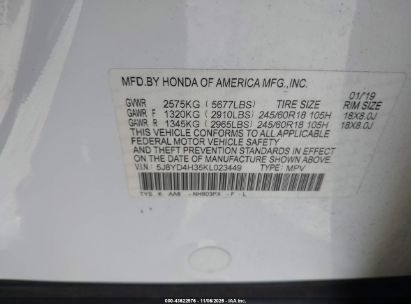 MFD.BY HONDA OF AMERICA MFG.,INC.
01/19
GVWR 2575KG (5677LBS) TIRE SIZE RIM SIZE
GAWR F 1320KG (2910LBS) 245/60R18 105H 18X8.0J
GAWR R 1345KG (2965LBS) 245/60R18 105H 18X8.0J
THIS VEHICLE CONFORMS TO ALL APPLICABLE
FEDERAL MOTOR VEHICLE SAFETY
AND THEFT PREVENTION STANDARDS IN EFFECT
ON THE DATE OF MANUFACTURE SHOWN ABOVE.
V.I.N: 5J8YD4H35KL023449 TYPE: MPV